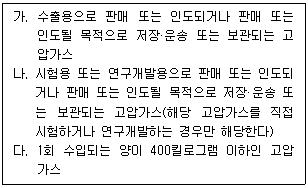 가. 수출용으로 판매 또는 인도되거나 판매 또는
인도될 목적으로 저장·운송 또는 보관되는 고
압가스
나. 시험용 또는 연구개발용으로 판매 또는 인도되
거나 판매 또는 인도될 목적으로 저장·운송 또
는 보관되는 고압가스(해당 고압가스를 직접
시험하거나 연구개발하는 경우만 해당한다)
다. 1회 수입되는 양이 400킬로그램 이하인 고압
가스